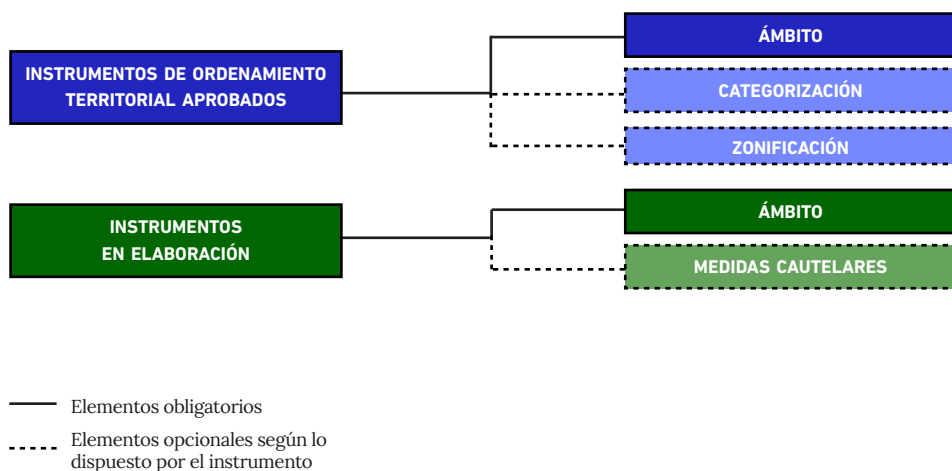 INSTRUMENTOS DE ORDENAMIENTO
TERRITORIAL APROBADOS
ÁMBITO
CATEGORIZACIÓN
ZONIFICACIÓN
INSTRUMENTOS
EN ELABORACIÓN
ÁMBITO
MEDIDAS CAUTELARES
Elementos obligatorios
Elementos opcionales según lo
dispuesto por el instrumento